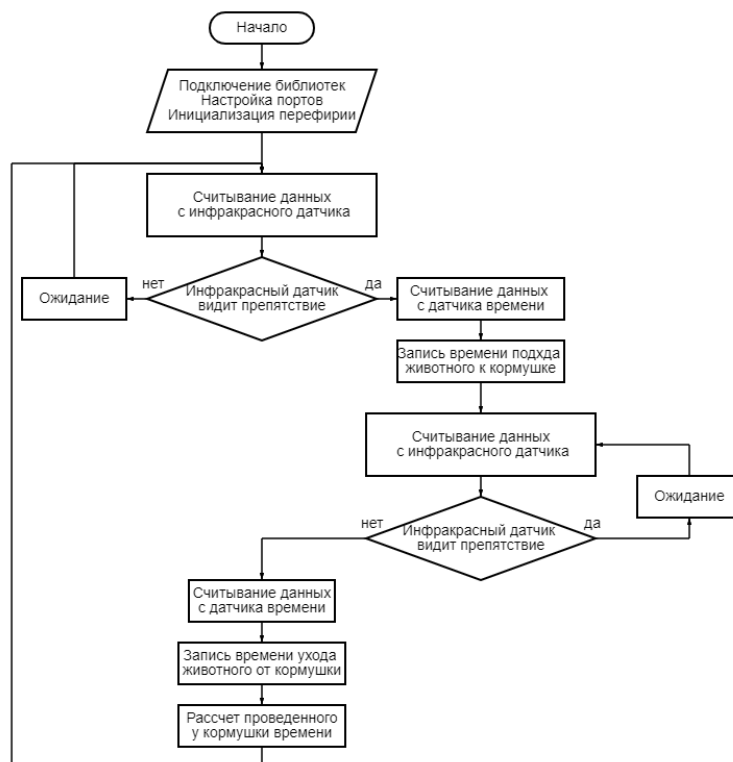 Начало
Подключение библиотек
Настройка портов
Инициализация перефирии
Считывание данных
с инфракрасного датчика
Инфракрасный датчик
видит препятствие
нет
да
Ожидание
Считывание данных
с датчика времени
Запись времени подхда
животного к кормушке
Считывание данных
с инфракрасного датчика
Ожидание
Инфракрасный датчик
видит препятствие
нет
да
Считывание данных
с датчика времени
Запись времени ухода
животного от кормушки
Рассчет проведенного
у кормушки времени